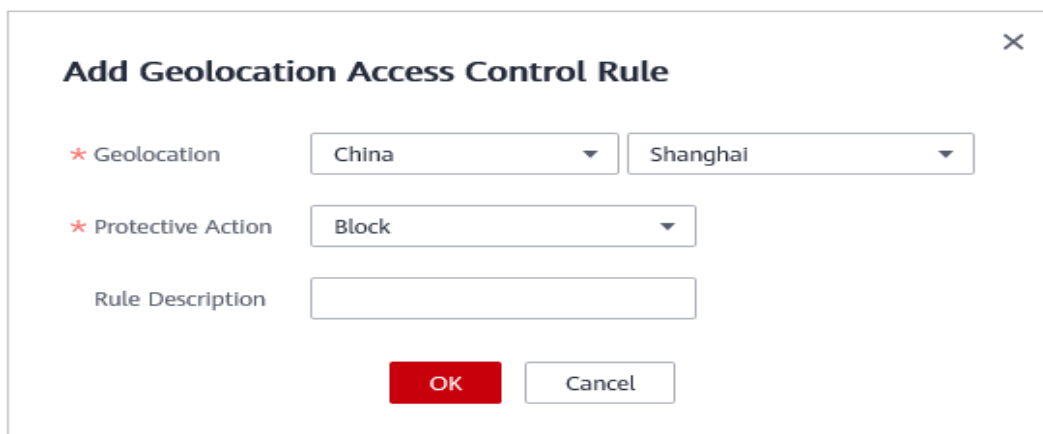 Add Geolocation Access Control Rule
* Geolocation China Shanghai
* Protective Action Block
Rule Description
OK Cancel